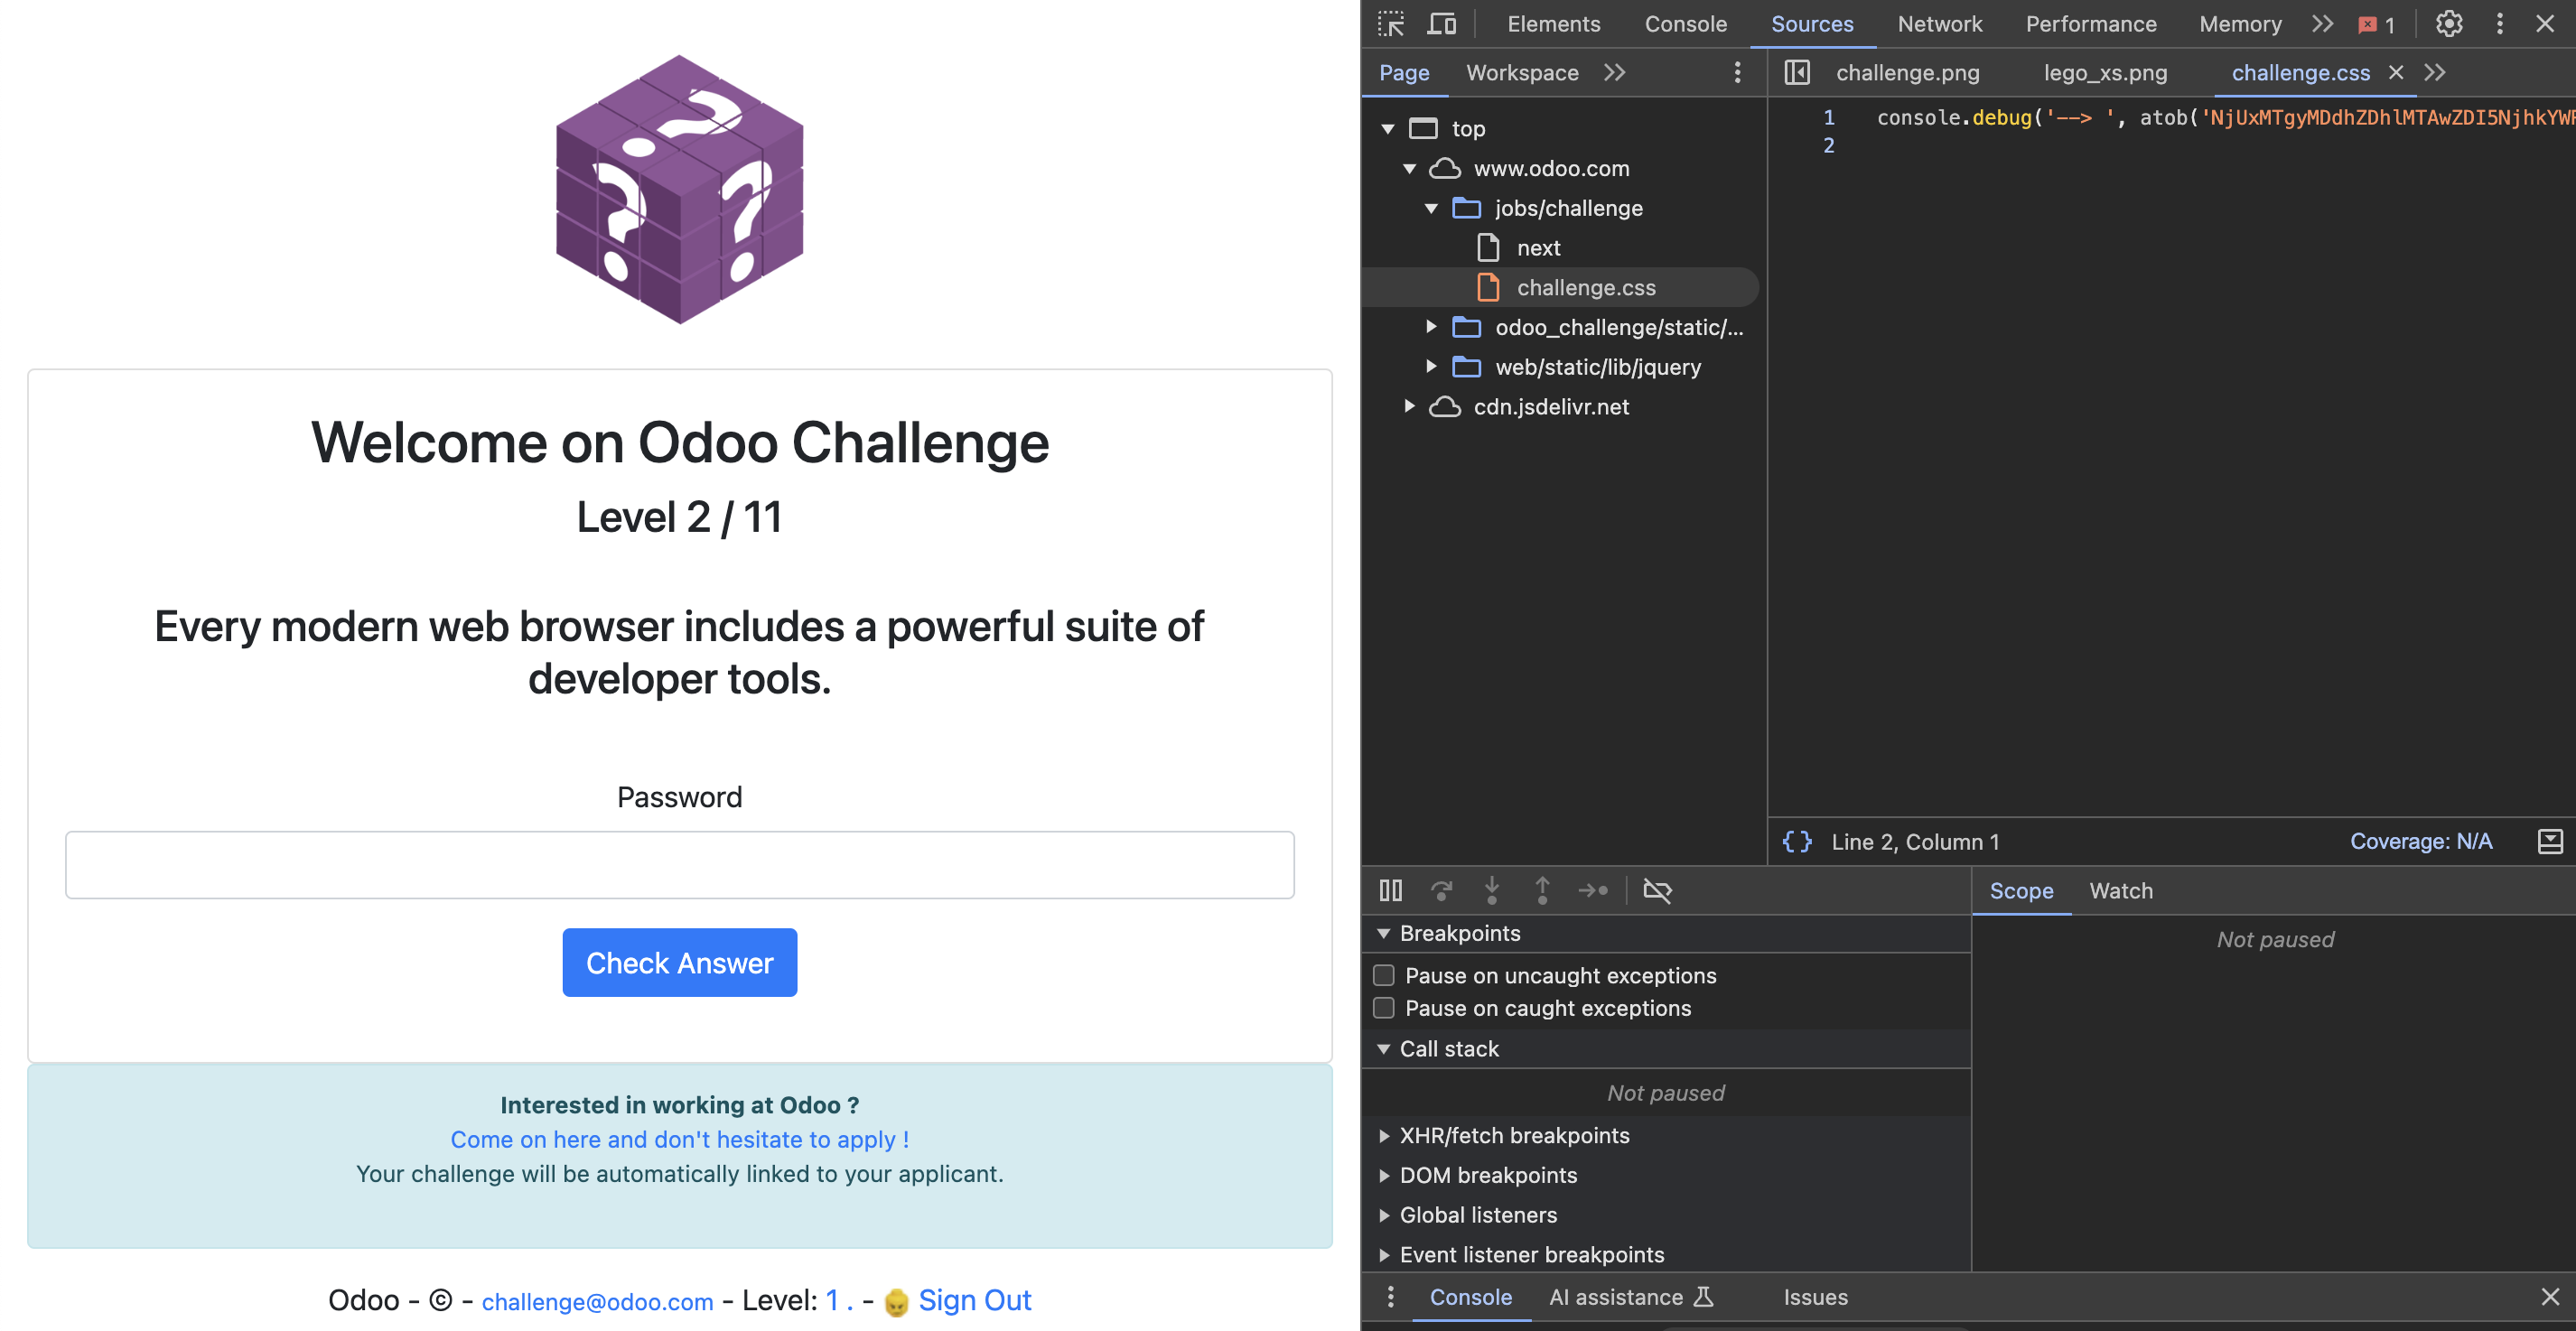 Welcome on Odoo Challenge
Level 2 / 11
Every modern web browser includes a powerful suite of
developer tools.
Password
Check Answer
Interested in working at Odoo ?
Come on here and don't hesitate to apply !
Your challenge will be automatically linked to your applicant.
Odoo - © - challenge@odoo.com - Level: 1 . - Sign Out
Elements Console Sources Network Performance Memory 1
Page Workspace
challenge.png lego_xs.png challenge.css
top
www.odoo.com
jobs/challenge
next
challenge.css
odoo_challenge/static/...
web/static/lib/jquery
cdn.jsdelivr.net
1 console.debug('--> ', atob('NjUxMTgyMDdhZDhlMTAwZDI5NjhkYWF
2
{} Line 2, Column 1 Coverage: N/A
Breakpoints
Pause on uncaught exceptions
Pause on caught exceptions
Call stack
Not paused
XHR/fetch breakpoints
DOM breakpoints
Global listeners
Event listener breakpoints
Scope Watch
Not paused
Console AI assistance Issues